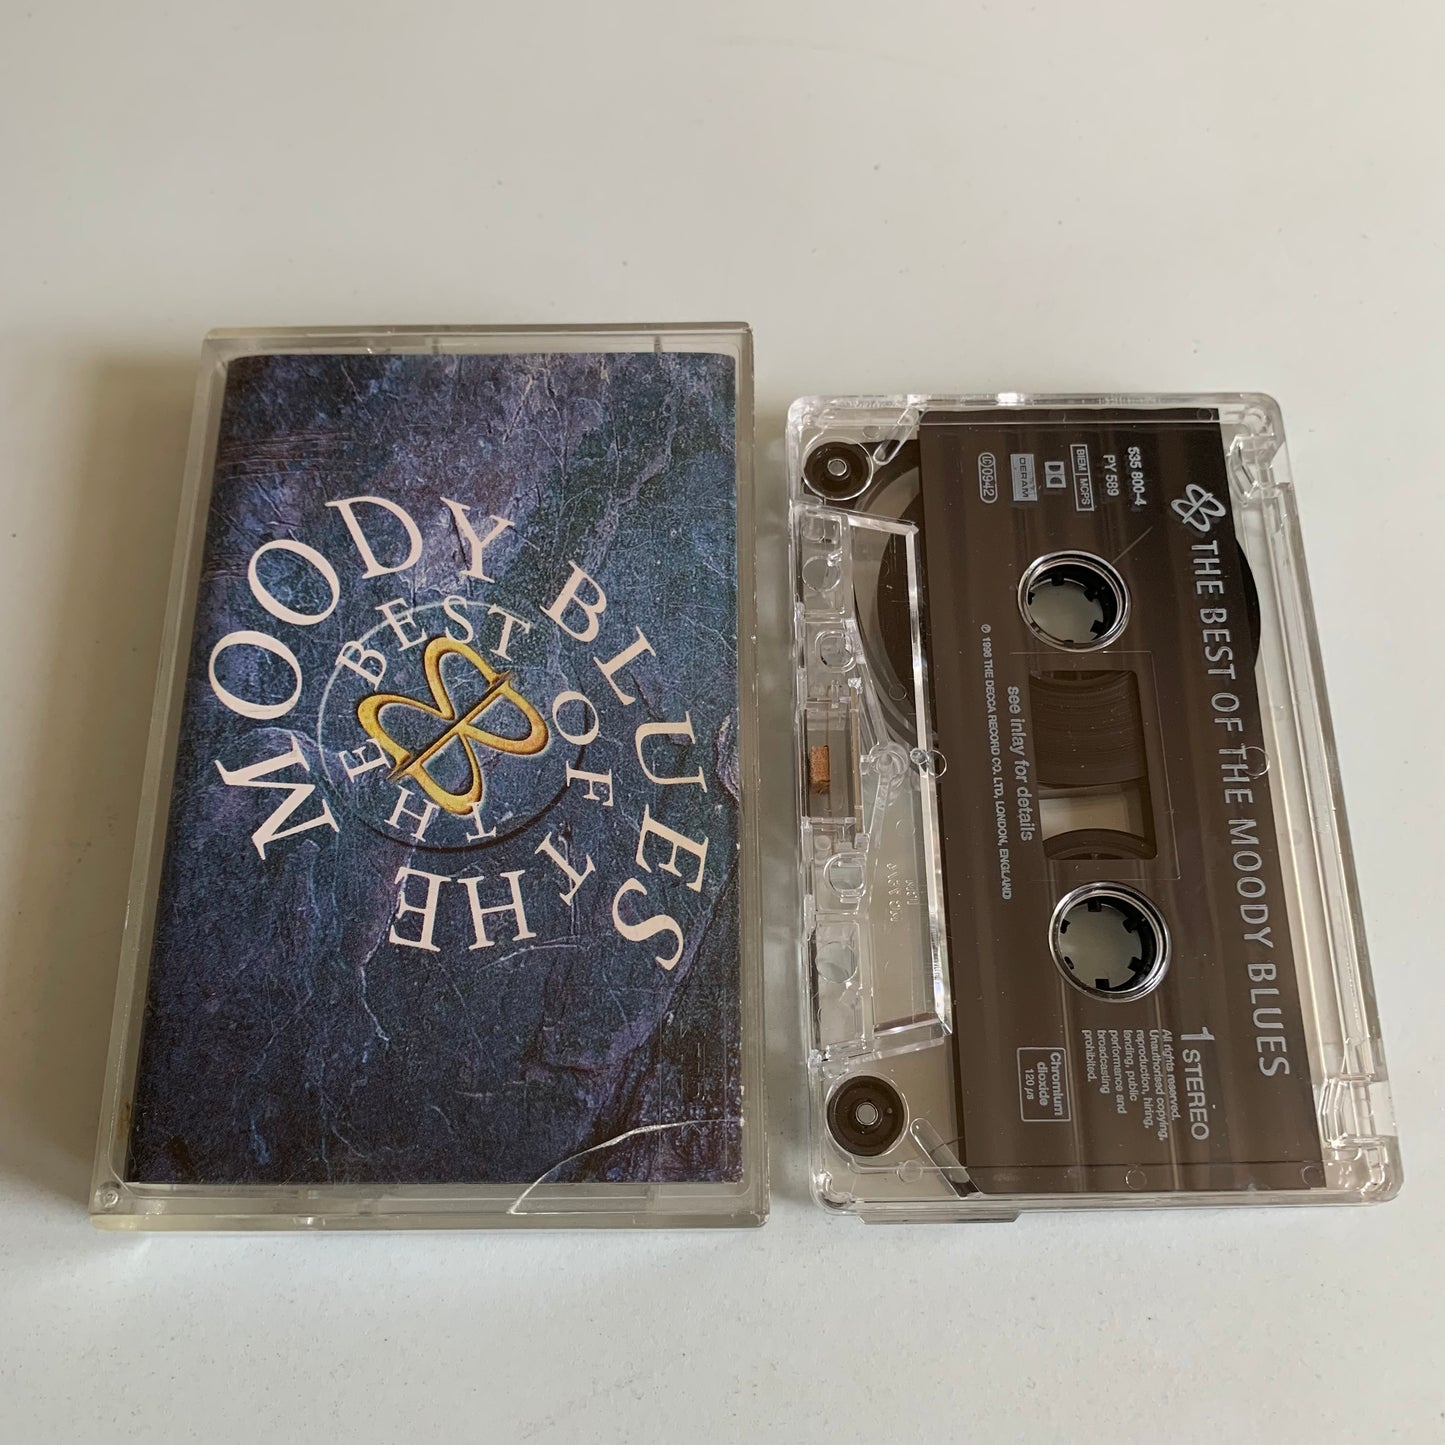 THE BEST OF THE
MOODY BLUES
THE BEST OF THE MOODY BLUES
535 800-4
PY 589
BIEM MCPS
DERAM
LC 0942
℗ 1996 THE DECCA RECORD CO. LTD, LONDON, ENGLAND
see inlay for details
1 STEREO
All rights reserved.
Unauthorised copying,
reproduction, hiring,
lending, public
performance and
broadcasting
prohibited.
Chromium
dioxide
120 µs